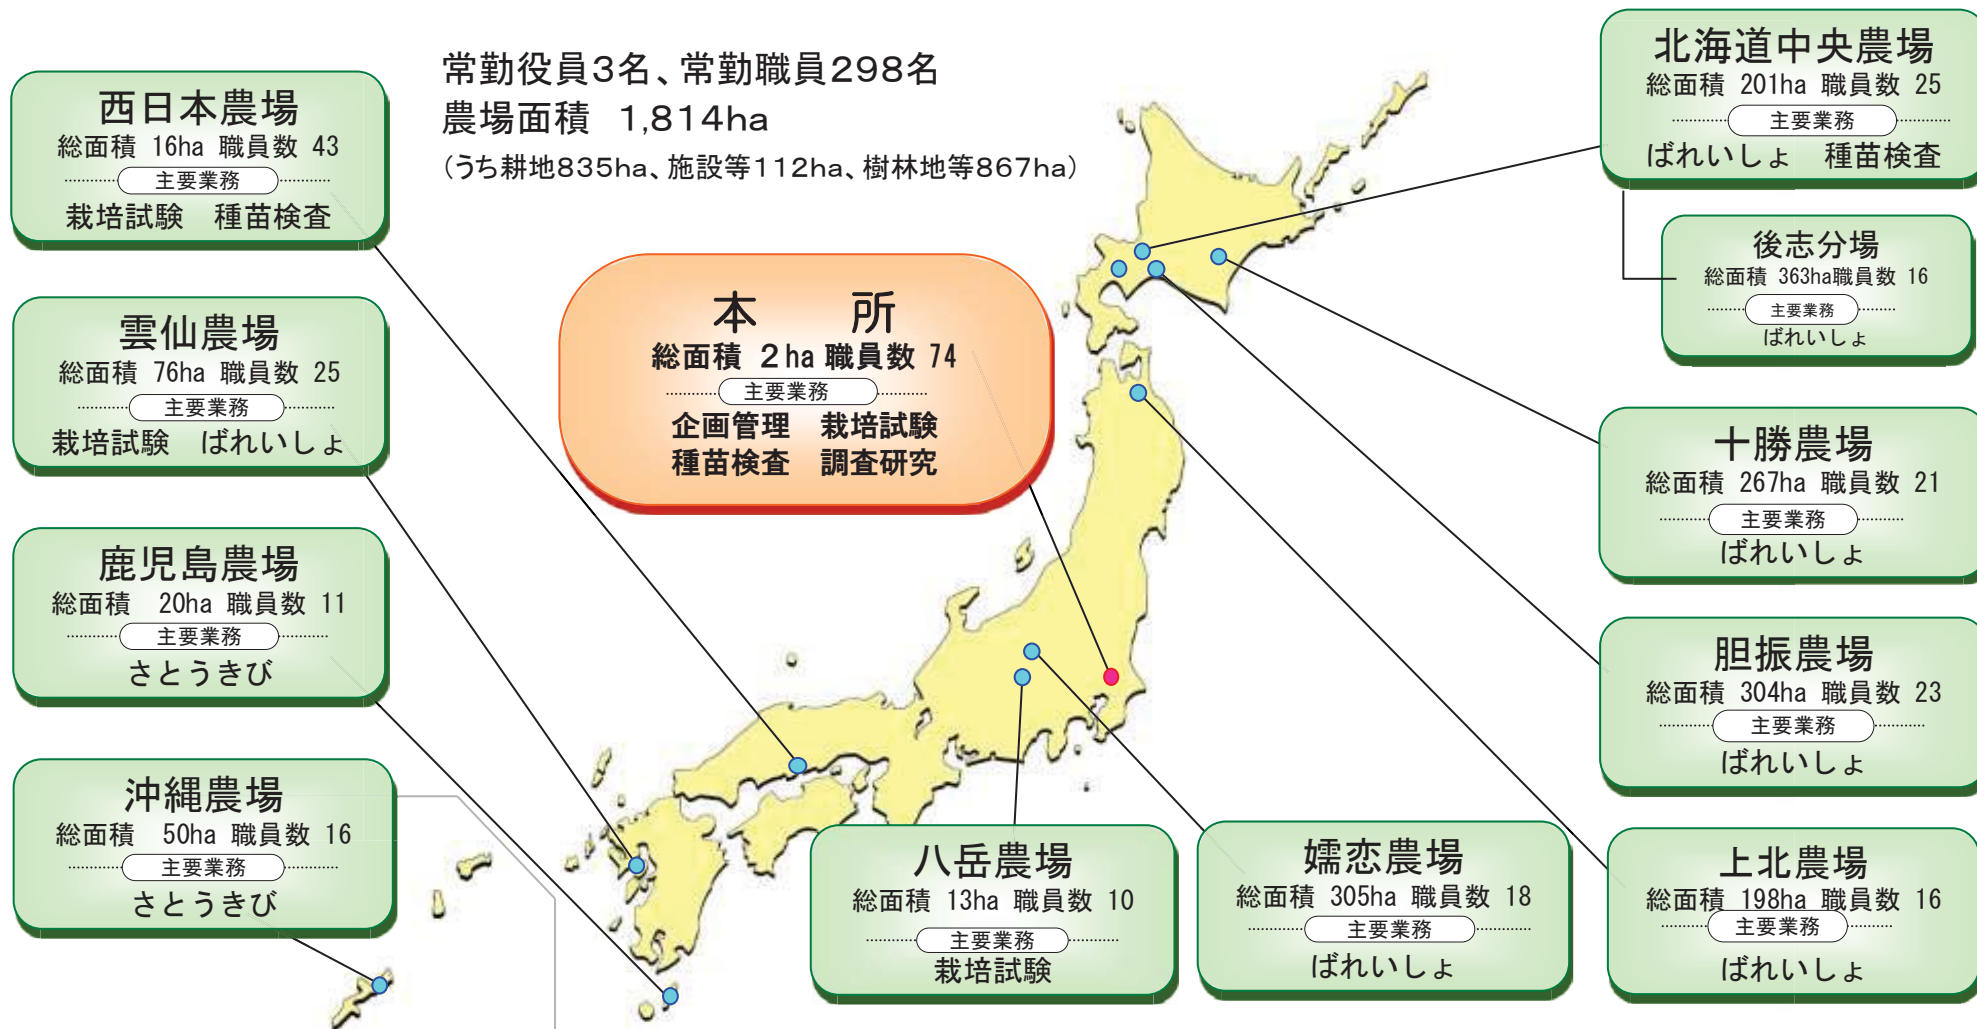 常勤役員3名、常勤職員298名
農場面積　1,814ha
（うち耕地835ha、施設等112ha、樹林地等867ha）
西日本農場
総面積 16ha 職員数 43
主要業務
栽培試験　種苗検査
雲仙農場
総面積 76ha 職員数 25
主要業務
栽培試験　ばれいしょ
鹿児島農場
総面積　20ha 職員数 11
主要業務
さとうきび
沖縄農場
総面積　50ha 職員数 16
主要業務
さとうきび
本　所
総面積 2ha 職員数 74
主要業務
企画管理　栽培試験
種苗検査　調査研究
北海道中央農場
総面積 201ha 職員数 25
主要業務
ばれいしょ　種苗検査
後志分場
総面積 363ha職員数 16
主要業務
ばれいしょ
十勝農場
総面積 267ha 職員数 21
主要業務
ばれいしょ
胆振農場
総面積 304ha 職員数 23
主要業務
ばれいしょ
上北農場
総面積 198ha 職員数 16
主要業務
ばれいしょ
嬬恋農場
総面積 305ha 職員数 18
主要業務
ばれいしょ
八岳農場
総面積 13ha 職員数 10
主要業務
栽培試験